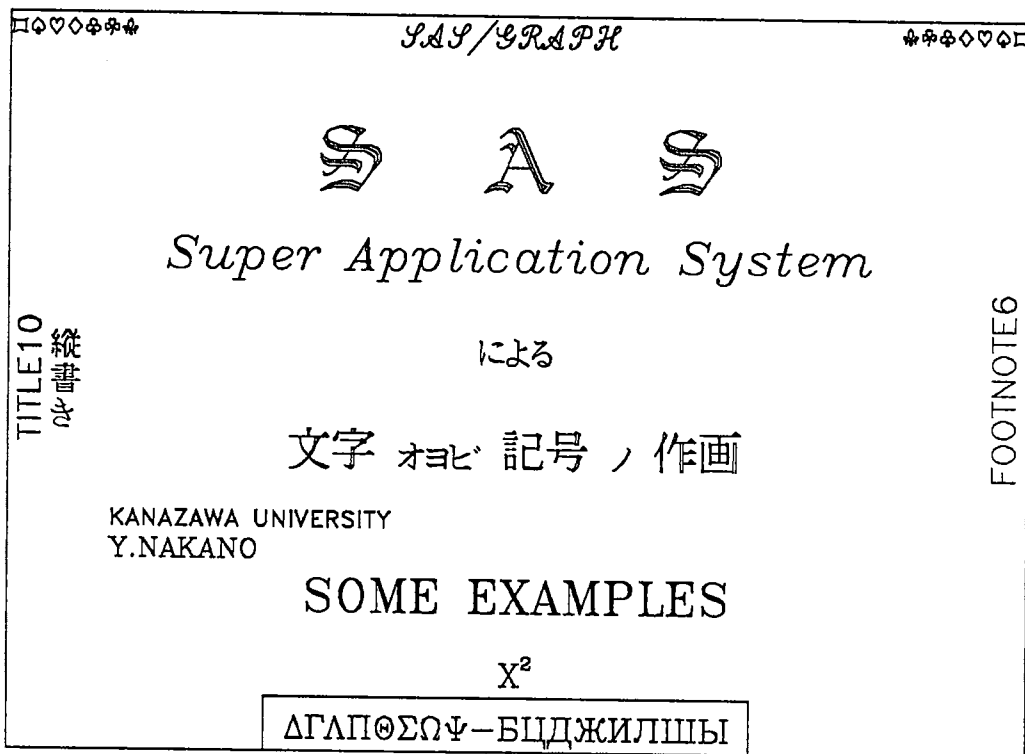 SAS/GRAPH
S A S
Super Application System
TITLE10
縦書き
による
FOOTNOTE6
文字 オヨビ 記号 ノ 作画
KANAZAWA UNIVERSITY
Y.NAKANO
SOME EXAMPLES
X²
ΔΓΛΠΘΣΩΨ−БЦДЖИЛШЫ